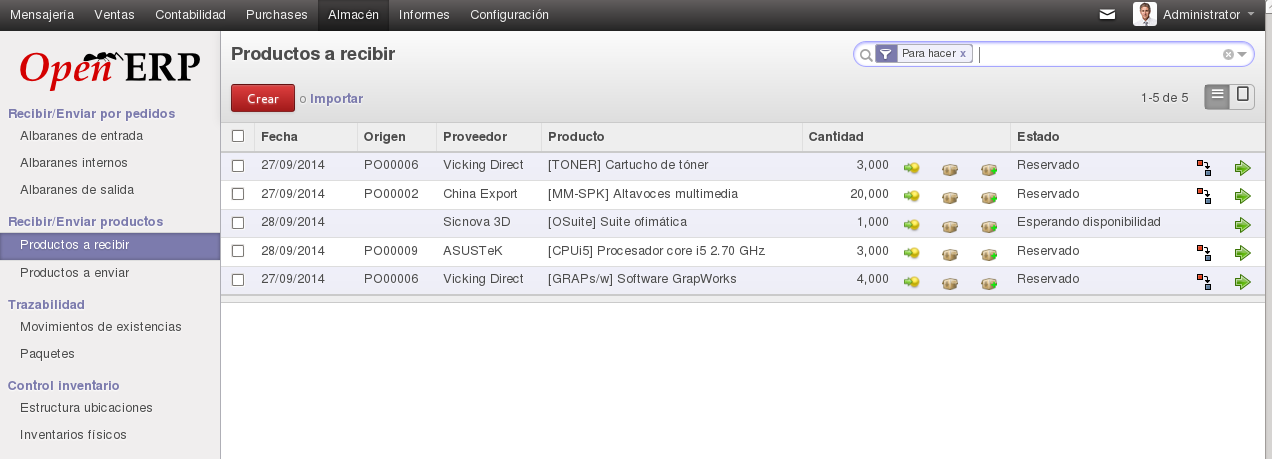 Mensajería Ventas Contabilidad Purchases Almacén Informes Configuración Administrator
Open ERP
Recibir/Enviar por pedidos
Albaranes de entrada
Albaranes internos
Albaranes de salida
Recibir/Enviar productos
Productos a recibir
Productos a enviar
Trazabilidad
Movimientos de existencias
Paquetes
Control inventario
Estructura ubicaciones
Inventarios físicos
Productos a recibir
Para hacer x
Crear o Importar
1-5 de 5
Fecha Origen Proveedor Producto Cantidad Estado
27/09/2014 PO00006 Vicking Direct [TONER] Cartucho de tóner 3,000 Reservado
27/09/2014 PO00002 China Export [MM-SPK] Altavoces multimedia 20,000 Reservado
28/09/2014 Sicnova 3D [OSuite] Suite ofimática 1,000 Esperando disponibilidad
28/09/2014 PO00009 ASUSTeK [CPUi5] Procesador core i5 2.70 GHz 3,000 Reservado
27/09/2014 PO00006 Vicking Direct [GRAPs/w] Software GrapWorks 4,000 Reservado